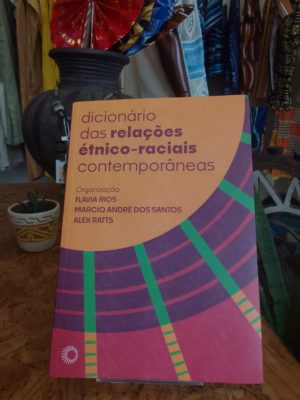 dicionário
das relações
étnico-raciais
contemporâneas
Organização
FLÁVIA RIOS
MARCIO ANDRÉ DOS SANTOS
ALEX RATTS